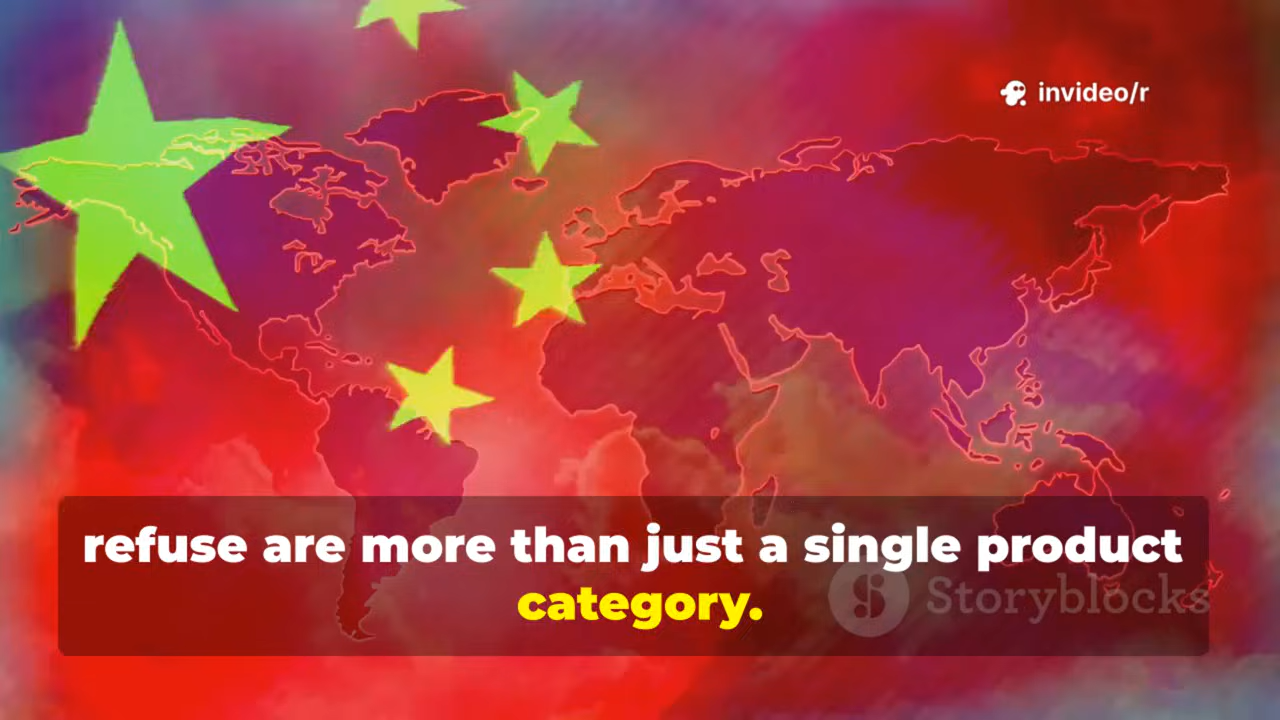 invideo/r
refuse are more than just a single product
category.
Storyblocks